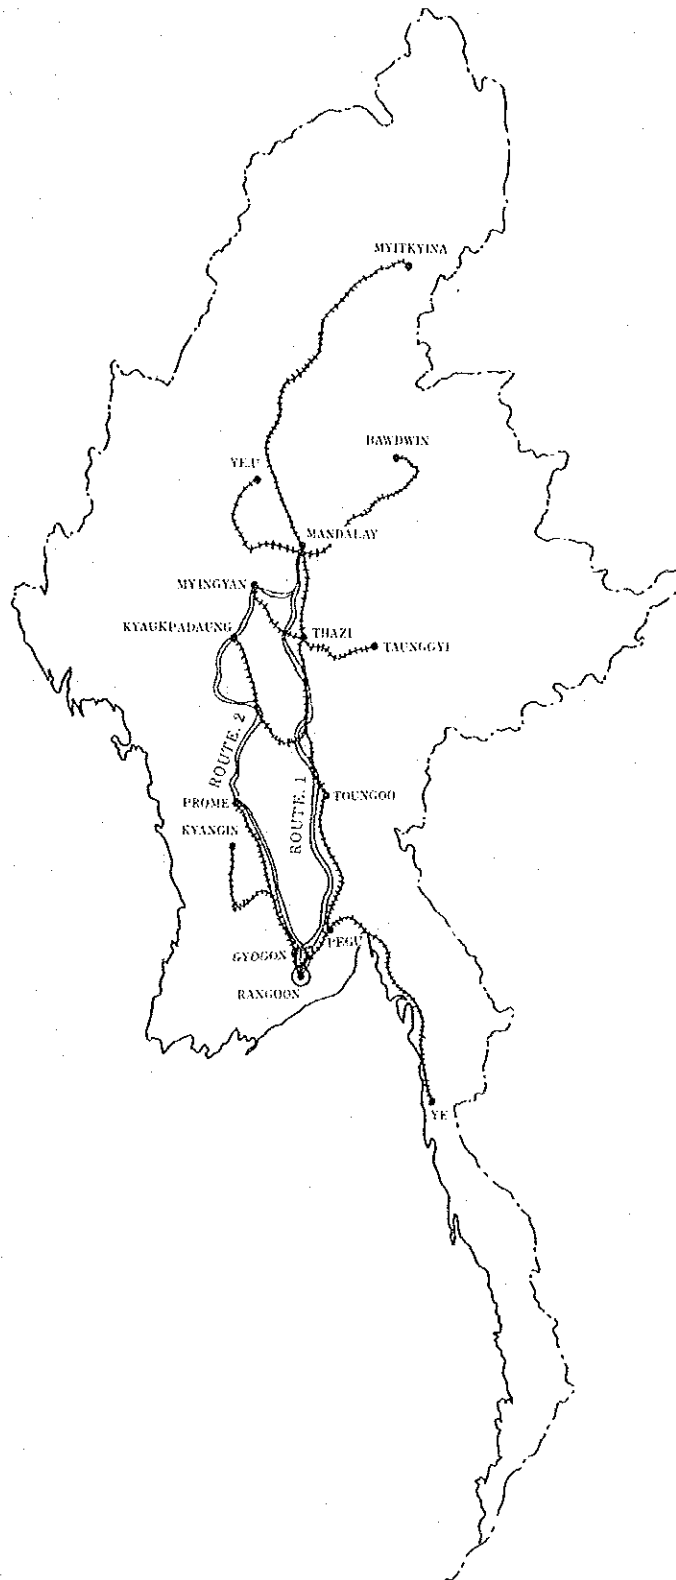 MYITKYINA
BAWDWIN
YE.U
MANDALAY
MYINGYAN
KYAUKPADAUNG
THAZI
TAUNGGYI
ROUTE. 2
ROUTE. 1
PROME
TOUNGOO
KYANGIN
PEGU
GYOGON
RANGOON
YE